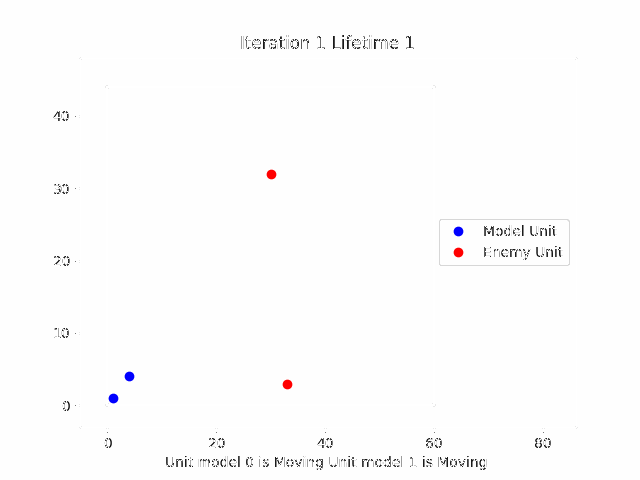 Iteration 1 Lifetime 1
40
30
20
10
0
Model Unit
Enemy Unit
0 20 40 60 80
Unit model 0 is Moving Unit model 1 is Moving